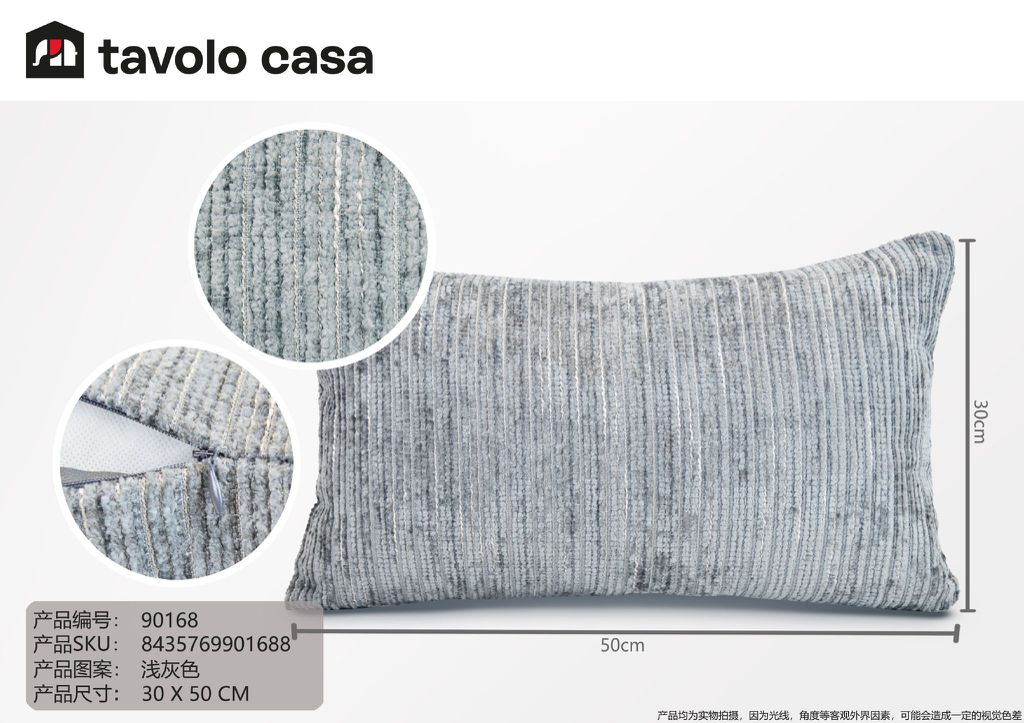 tavolo casa
30cm
50cm
产品编号： 90168
产品SKU： 8435769901688
产品图案： 浅灰色
产品尺寸： 30 X 50 CM
产品均为实物拍摄，因为光线，角度等客观外界因素，可能会造成一定的视觉色差